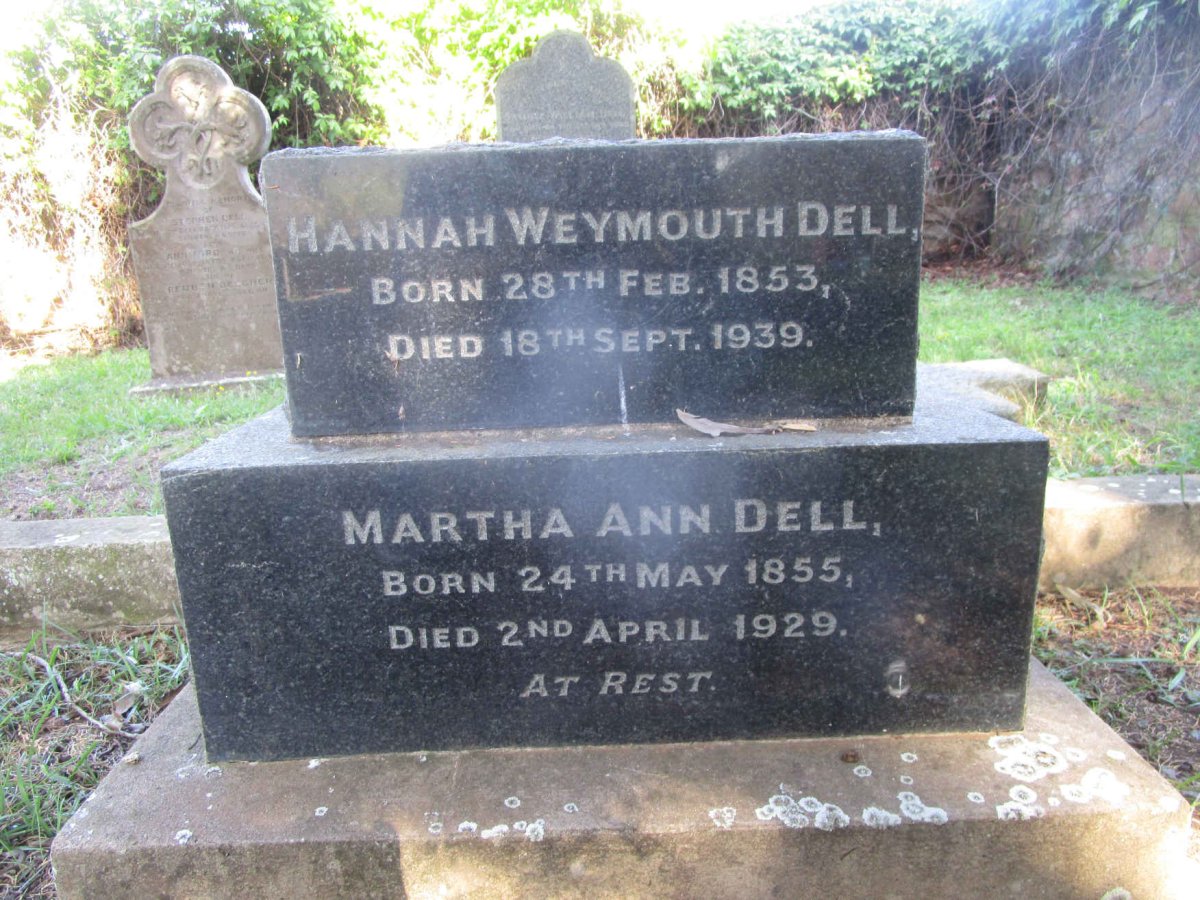 HANNAH WEYMOUTH DELL,
BORN 28TH FEB. 1853,
DIED 18TH SEPT. 1939.
MARTHA ANN DELL,
BORN 24TH MAY 1855,
DIED 2ND APRIL 1929.
AT REST.